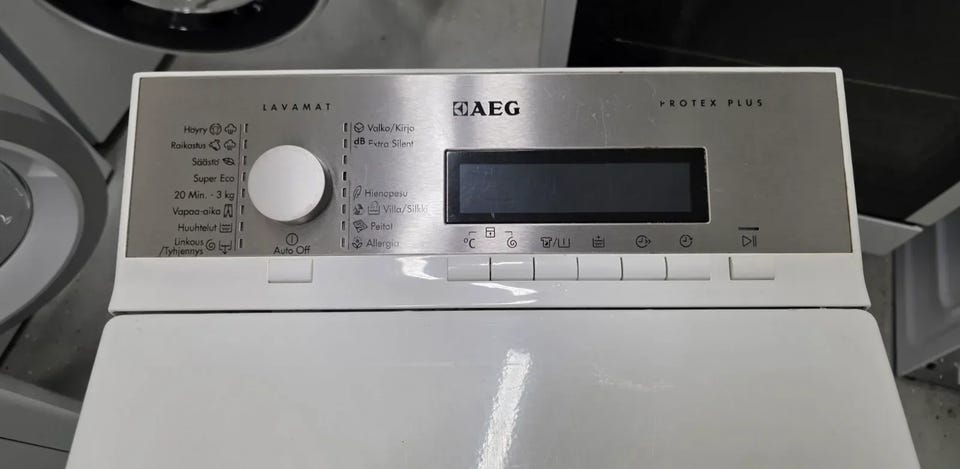 LAVAMAT
AEG
PROTEX PLUS
Höyry
Raikastus
Säästö
Super Eco
20 Min. - 3 kg
Vapaa-aika
Huuhtelut
Linkous
/Tyhjennys
Auto Off
Valko/Kirjo
dB Extra Silent
Hienopesu
Villa/Silkki
Peitot
Allergia
°C